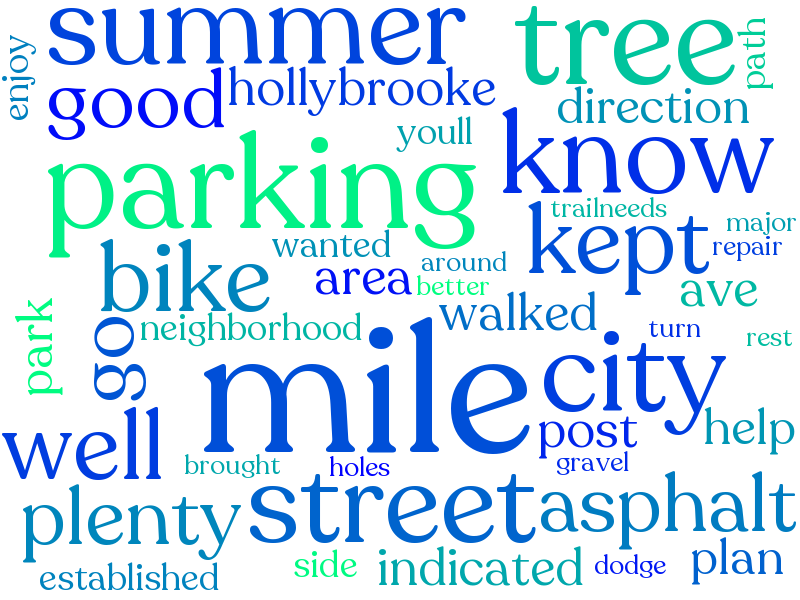 summer
tree
path
enjoy
good
hollybrooke
direction
youll
know
parking
trailneeds
major
kept
repair
wanted
bike
around
area
better
ave
walked
neighborhood
park
go
turn
rest
mile
city
well
post
help
brought
holes
gravel
plenty
street
asphalt
side
indicated
dodge
plan
established